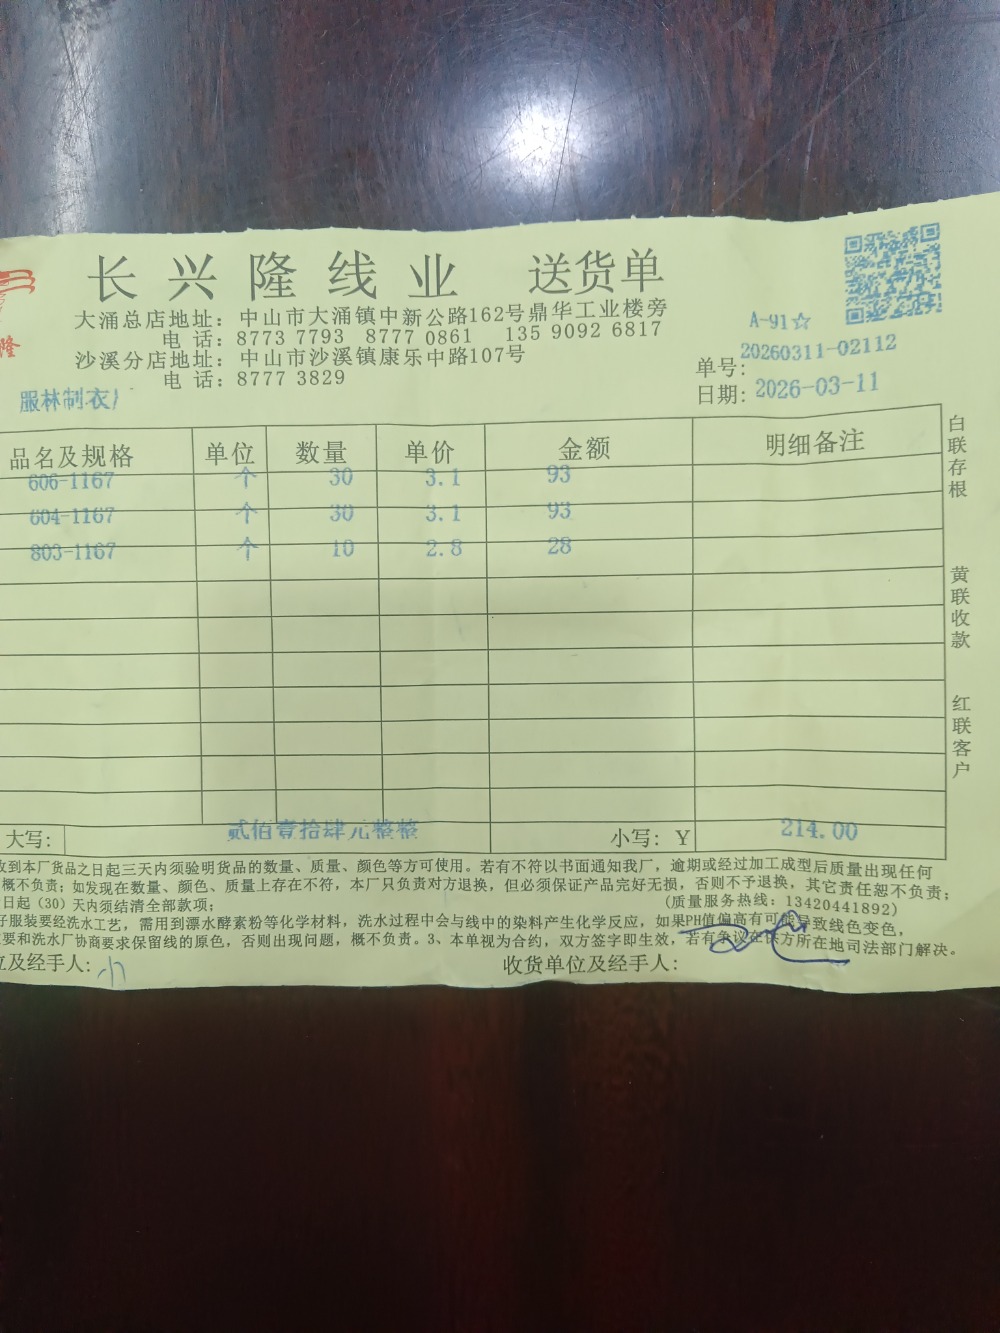 长兴隆线业 送货单
隆
大涌总店地址：中山市大涌镇中新公路162号鼎华工业楼旁
电 话：8773 7793 8777 0861 135 9092 6817
沙溪分店地址：中山市沙溪镇康乐中路107号
电 话：8777 3829
A-91☆
单号：20260311-02112
日期：2026-03-11
服林制衣厂
品名及规格 单位 数量 单价 金额 明细备注
606-1167 个 30 3.1 93
604-1167 个 30 3.1 93
803-1167 个 10 2.8 28
大写： 贰佰壹拾肆元整整 小写：Y 214.00
收到本厂货品之日起三天内须验明货品的数量、质量、颜色等方可使用。若有不符以书面通知我厂，逾期或经过加工成型后质量出现任何
概不负责；如发现在数量、颜色、质量上存在不符，本厂只负责对方退换，但必须保证产品完好无损，否则不予退换，其它责任恕不负责；
日起（30）天内须结清全部款项； （质量服务热线：13420441892）
服装要经洗水工艺，需用到漂水酵素粉等化学材料，洗水过程中会与线中的染料产生化学反应，如果PH值偏高有可能导致线色变色，
要和洗水厂协商要求保留线的原色，否则出现问题，概不负责。3、本单视为合约，双方签字即生效，若有争议在供方所在地司法部门解决。
及经手人： 收货单位及经手人：
白联存根
黄联收款
红联客户